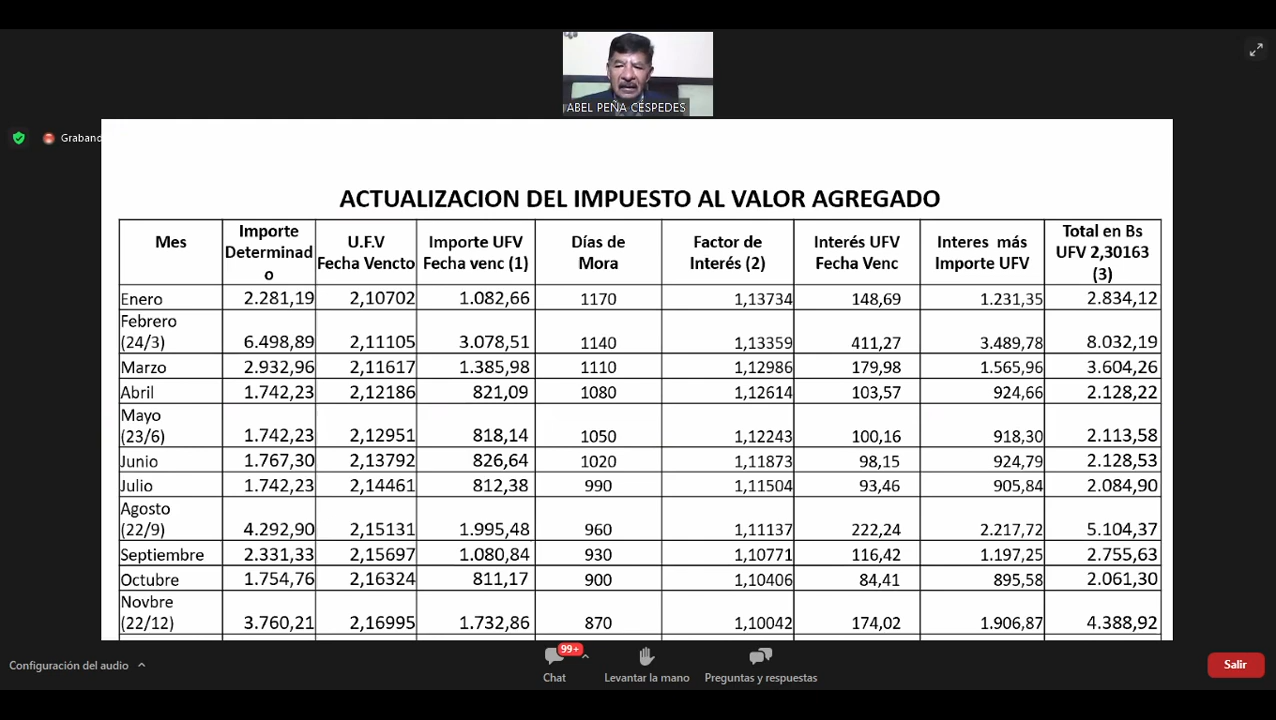 ABEL PEÑA CÉSPEDES
Grabando
ACTUALIZACION DEL IMPUESTO AL VALOR AGREGADO
Mes | Importe Determinado | U.F.V Fecha Vencto | Importe UFV Fecha venc (1) | Días de Mora | Factor de Interés (2) | Interés UFV Fecha Venc | Interes más Importe UFV | Total en Bs UFV 2,30163 (3)
Enero 2.281,19 2,10702 1.082,66 1170 1,13734 148,69 1.231,35 2.834,12
Febrero
(24/3) 6.498,89 2,11105 3.078,51 1140 1,13359 411,27 3.489,78 8.032,19
Marzo 2.932,96 2,11617 1.385,98 1110 1,12986 179,98 1.565,96 3.604,26
Abril 1.742,23 2,12186 821,09 1080 1,12614 103,57 924,66 2.128,22
Mayo
(23/6) 1.742,23 2,12951 818,14 1050 1,12243 100,16 918,30 2.113,58
Junio 1.767,30 2,13792 826,64 1020 1,11873 98,15 924,79 2.128,53
Julio 1.742,23 2,14461 812,38 990 1,11504 93,46 905,84 2.084,90
Agosto
(22/9) 4.292,90 2,15131 1.995,48 960 1,11137 222,24 2.217,72 5.104,37
Septiembre 2.331,33 2,15697 1.080,84 930 1,10771 116,42 1.197,25 2.755,63
Octubre 1.754,76 2,16324 811,17 900 1,10406 84,41 895,58 2.061,30
Novbre
(22/12) 3.760,21 2,16995 1.732,86 870 1,10042 174,02 1.906,87 4.388,92
Configuración del audio
99+
Chat
Levantar la mano
Preguntas y respuestas
Salir